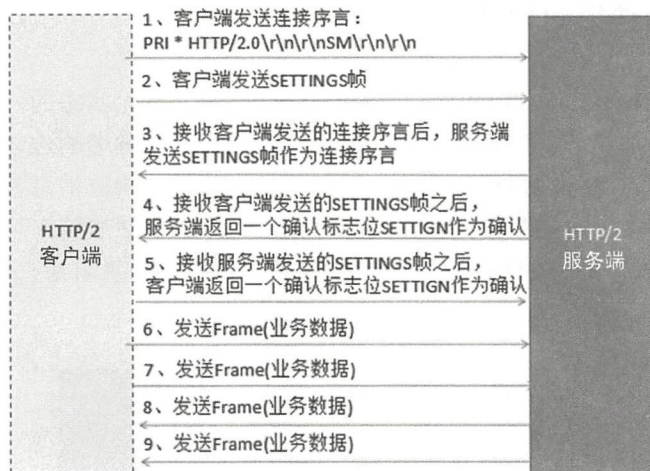 1、客户端发送连接序言：
PRI * HTTP/2.0\r\n\r\nSM\r\n\r\n
2、客户端发送SETTINGS帧
3、接收客户端发送的连接序言后，服务端
发送SETTINGS帧作为连接序言
4、接收客户端发送的SETTINGS帧之后，
服务端返回一个确认标志位SETTIGN作为确认
HTTP/2
客户端
HTTP/2
服务端
5、接收服务端发送的SETTINGS帧之后，
客户端返回一个确认标志位SETTIGN作为确认
6、发送Frame(业务数据)
7、发送Frame(业务数据)
8、发送Frame(业务数据)
9、发送Frame(业务数据)